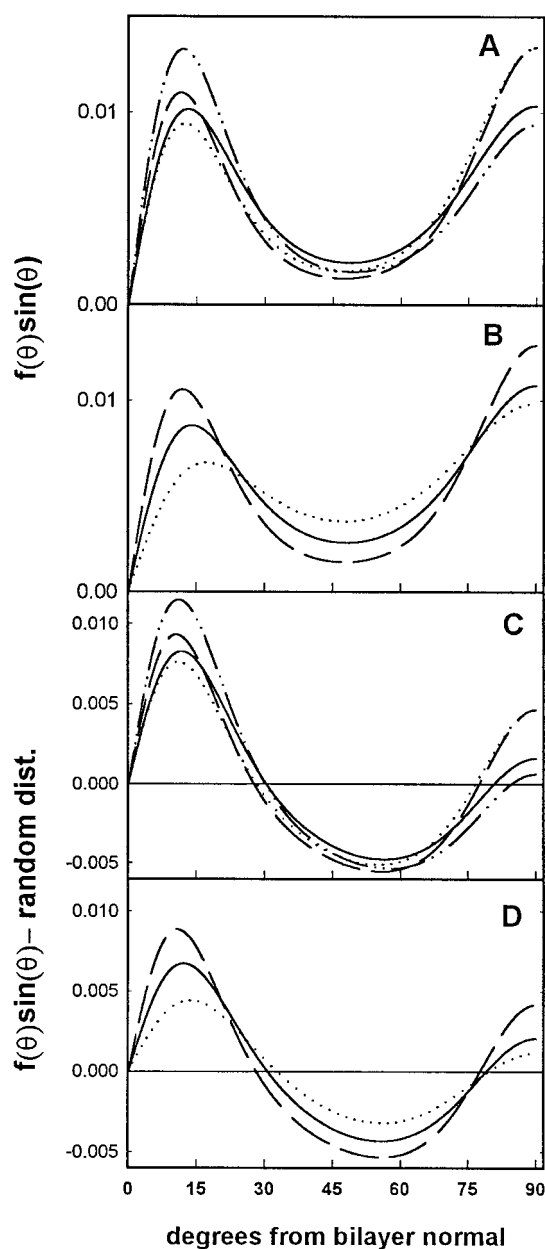 A
0.01
0.00
B
0.01
0.00
f(θ)sin(θ)
C
0.010
0.005
0.000
-0.005
D
0.010
0.005
0.000
-0.005
f(θ)sin(θ)– random dist.
0 15 30 45 60 75 90
degrees from bilayer normal